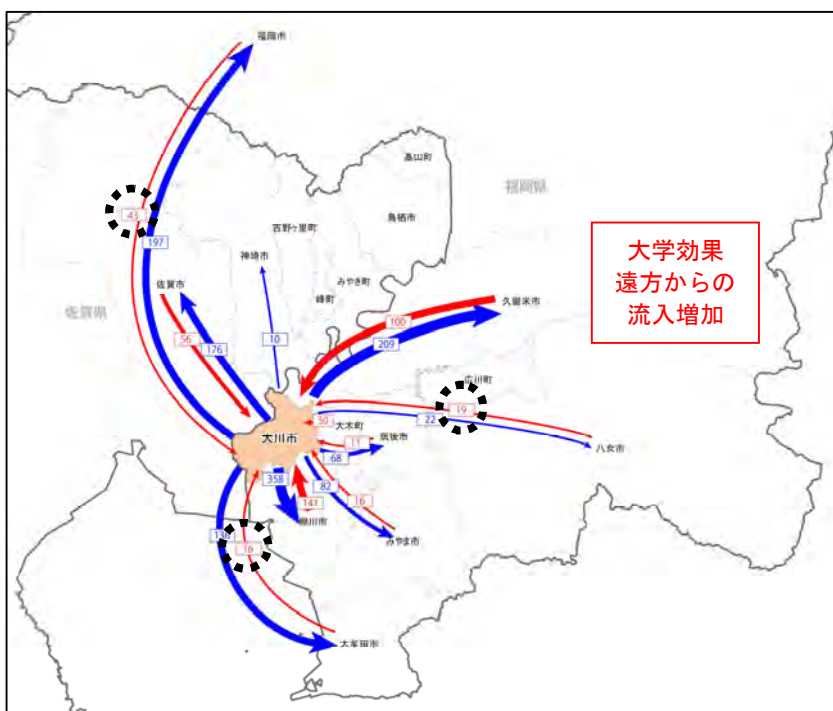 福岡市
福岡県
基山町
鳥栖市
吉野ヶ里町
神埼市
みやき町
佐賀市
佐賀県
久留米市
大学効果
遠方からの
流入増加
43
197
56
176
10
100
209
広川町
19
22
50
大木町
大川市
11
筑後市
68
八女市
358
82
141
16
柳川市
みやま市
16
大牟田市